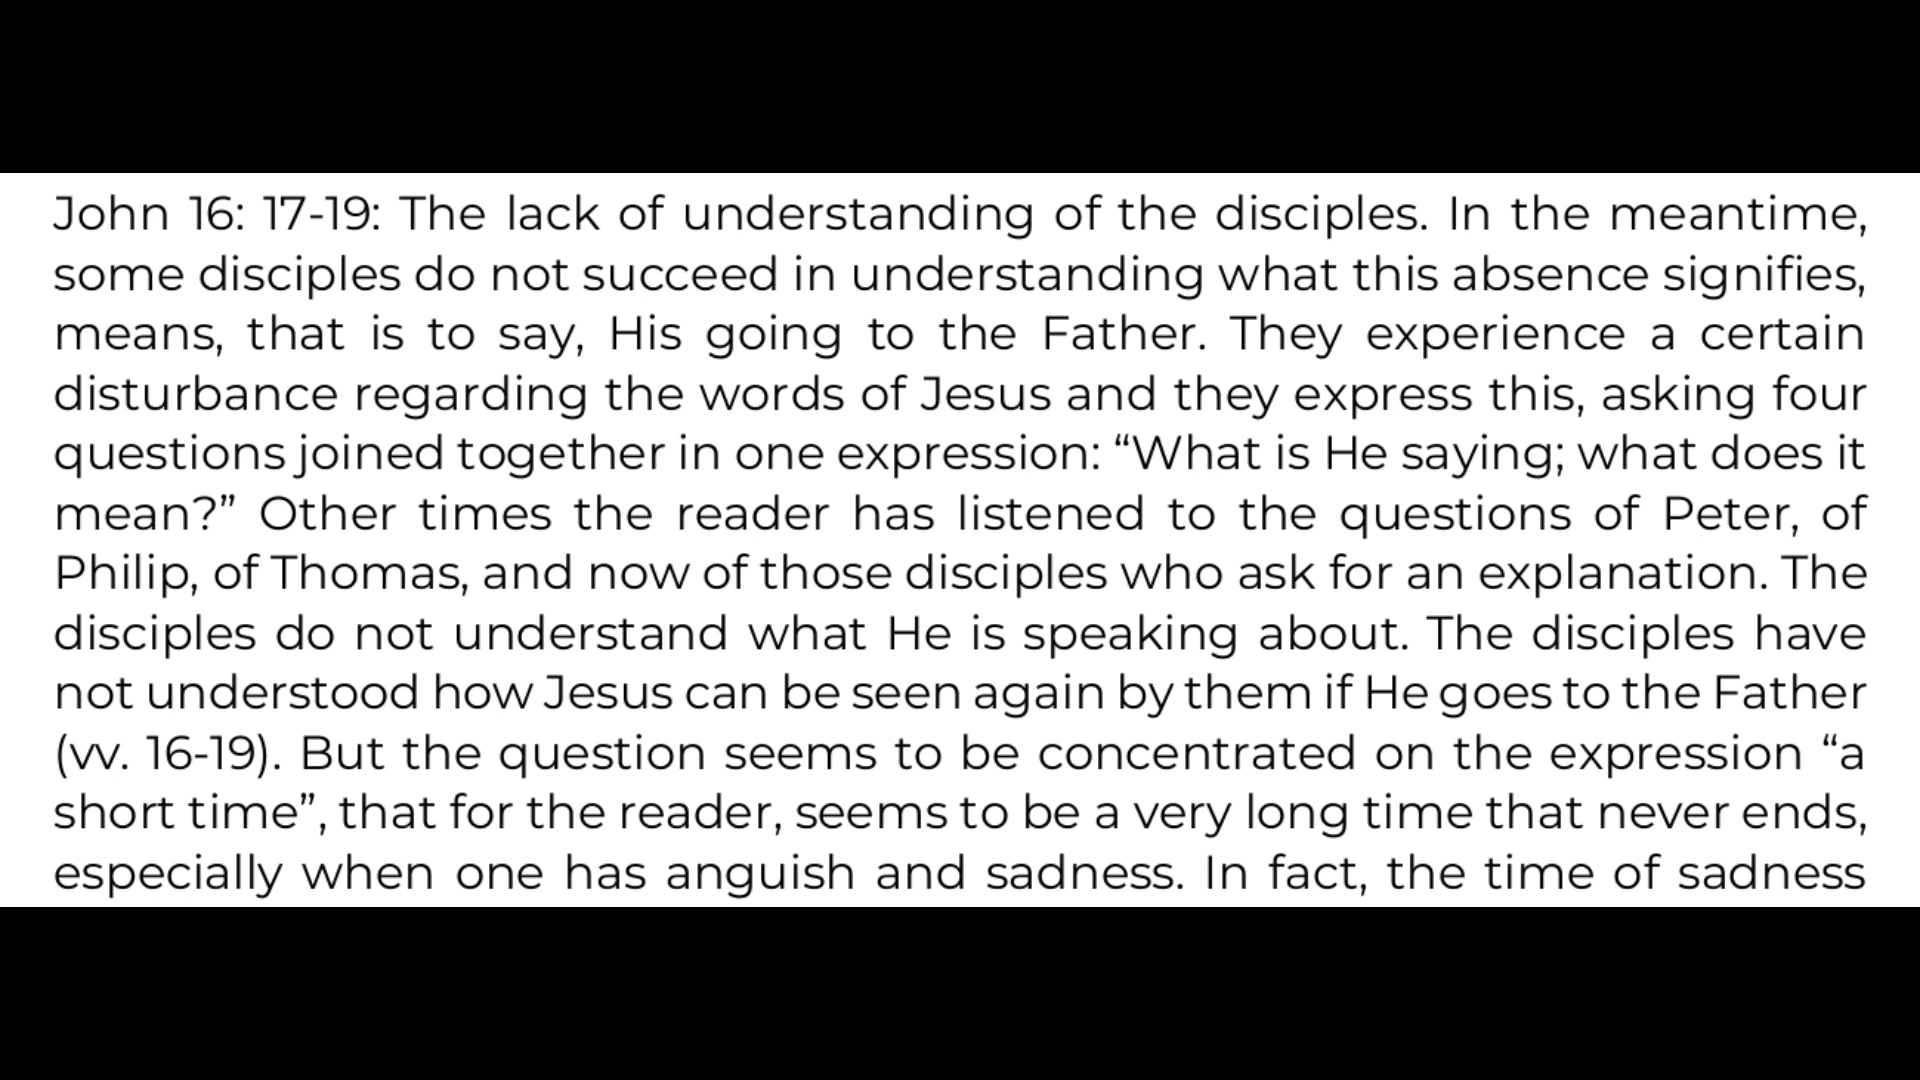 John 16: 17-19: The lack of understanding of the disciples. In the meantime,
some disciples do not succeed in understanding what this absence signifies,
means, that is to say, His going to the Father. They experience a certain
disturbance regarding the words of Jesus and they express this, asking four
questions joined together in one expression: “What is He saying; what does it
mean?” Other times the reader has listened to the questions of Peter, of
Philip, of Thomas, and now of those disciples who ask for an explanation. The
disciples do not understand what He is speaking about. The disciples have
not understood how Jesus can be seen again by them if He goes to the Father
(vv. 16-19). But the question seems to be concentrated on the expression “a
short time”, that for the reader, seems to be a very long time that never ends,
especially when one has anguish and sadness. In fact, the time of sadness